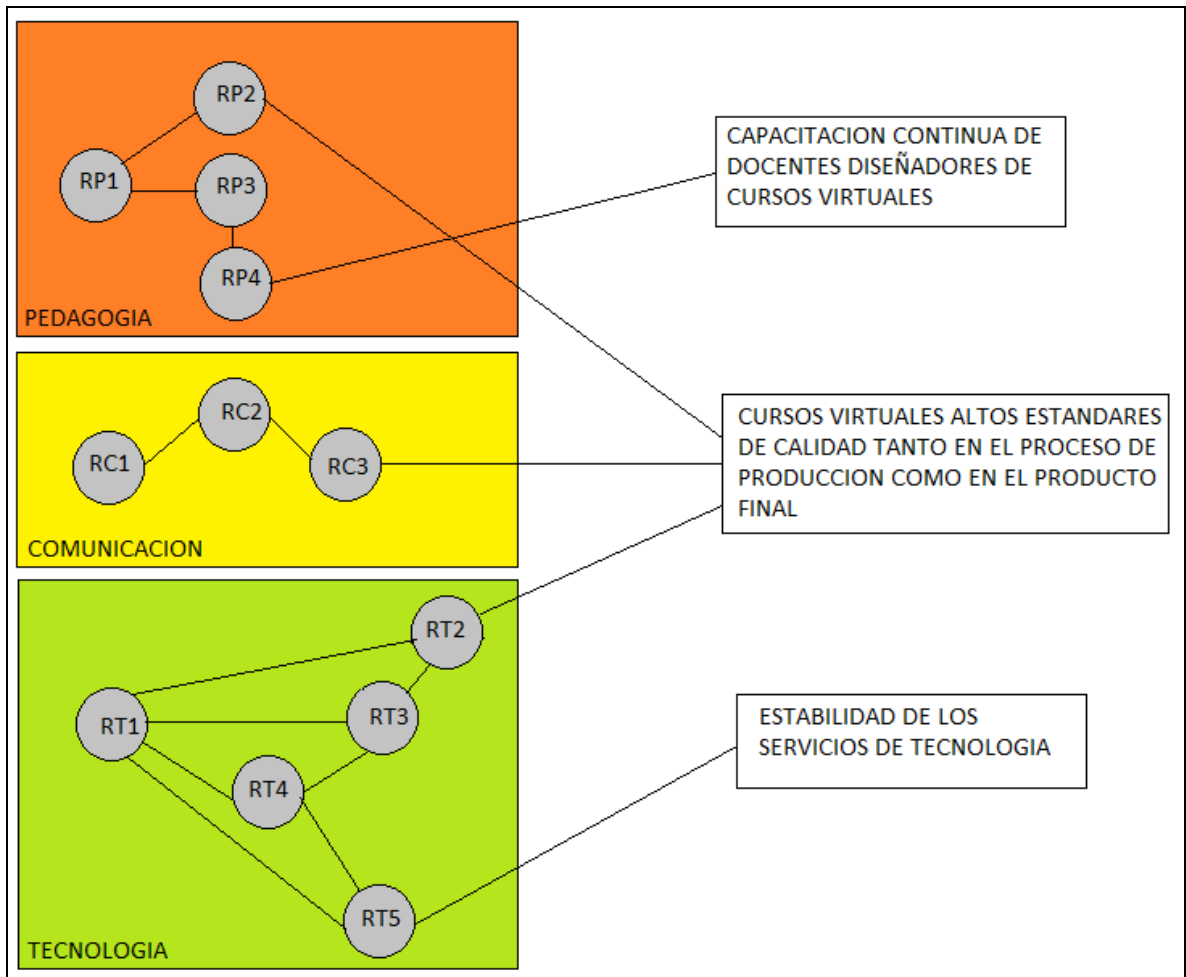 RP2
RP1
RP3
RP4
PEDAGOGIA
CAPACITACION CONTINUA DE
DOCENTES DISEÑADORES DE
CURSOS VIRTUALES
RC2
RC1
RC3
COMUNICACION
CURSOS VIRTUALES ALTOS ESTANDARES
DE CALIDAD TANTO EN EL PROCESO DE
PRODUCCION COMO EN EL PRODUCTO
FINAL
RT2
RT1
RT3
RT4
RT5
TECNOLOGIA
ESTABILIDAD DE LOS
SERVICIOS DE TECNOLOGIA